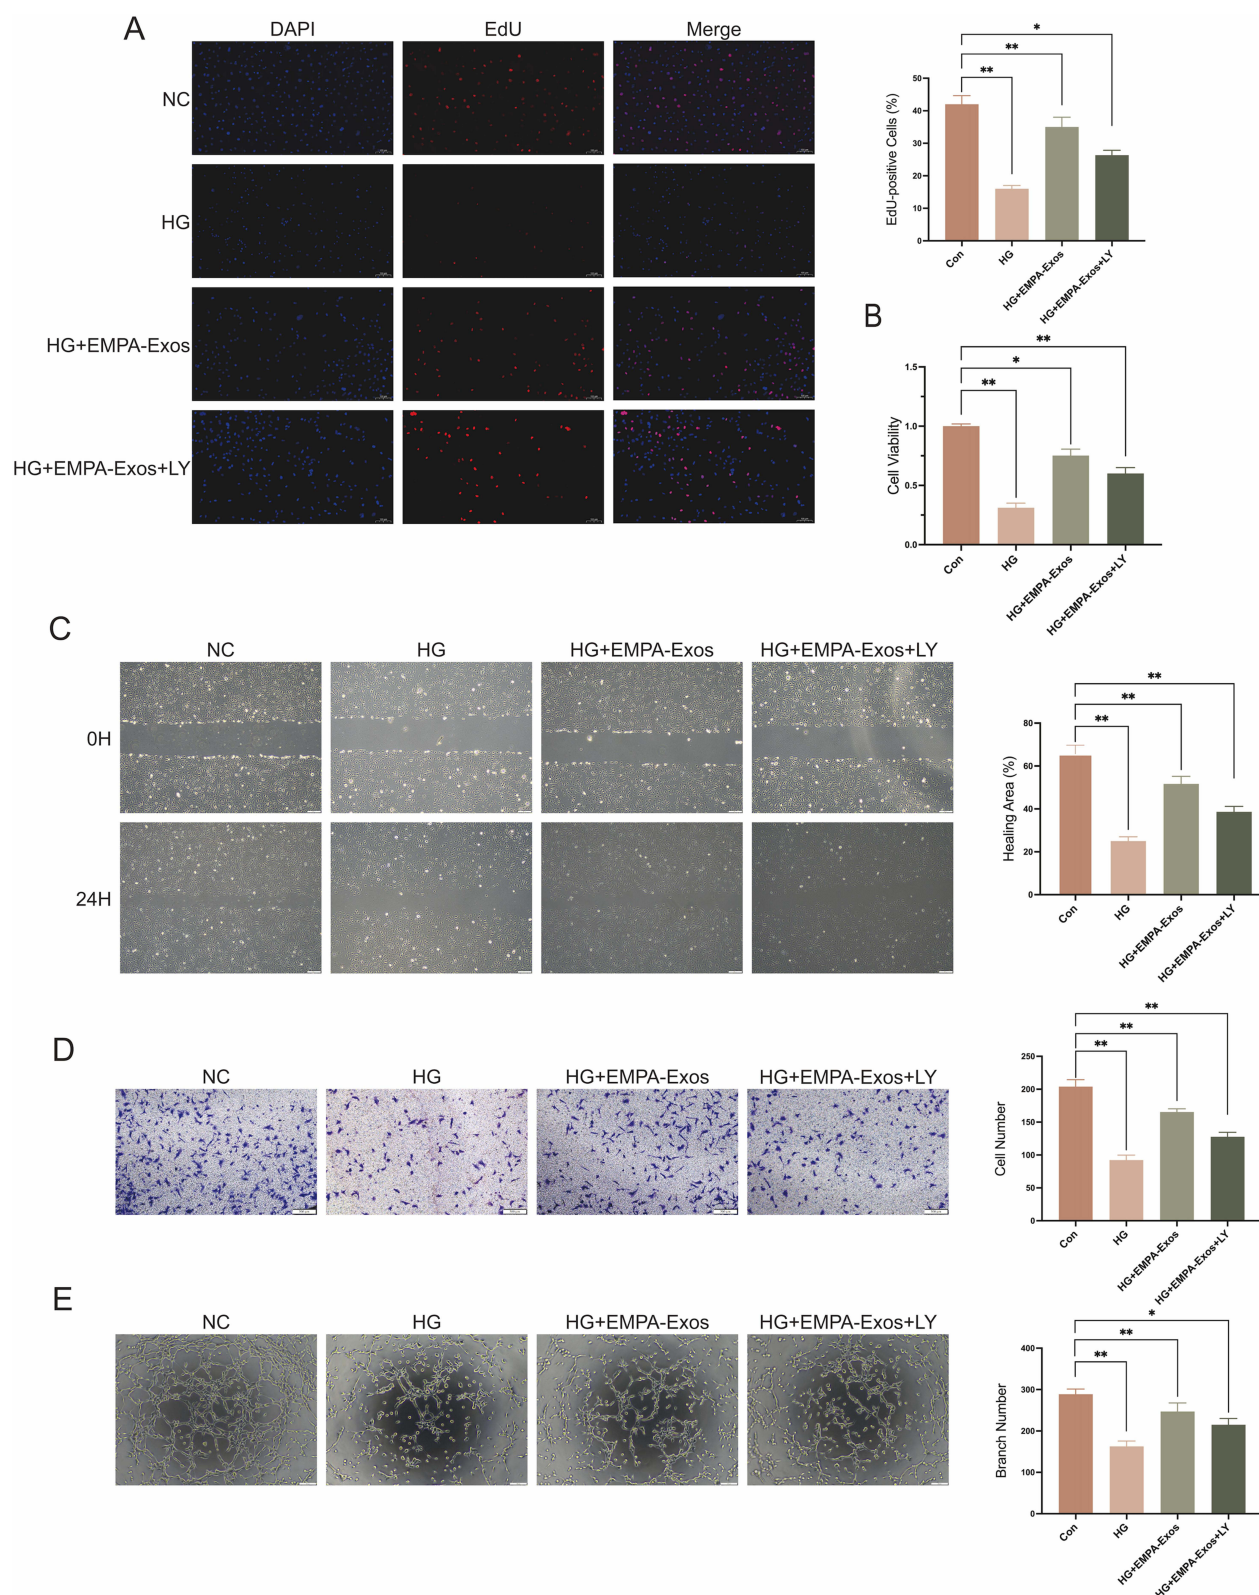 A
DAPI
EdU
Merge
NC
HG
HG+EMPA-Exos
HG+EMPA-Exos+LY
EdU-positive Cells (%)
50
40
30
20
10
0
*
**
**
Con
HG
HG+EMPA-Exos
HG+EMPA-Exos+LY
B
Cell Viability
1.5
1.0
0.5
0.0
**
*
**
Con
HG
HG+EMPA-Exos
HG+EMPA-Exos+LY
C
NC
HG
HG+EMPA-Exos
HG+EMPA-Exos+LY
0H
24H
Healing Area (%)
80
60
40
20
0
**
**
**
Con
HG
HG+EMPA-Exos
HG+EMPA-Exos+LY
D
NC
HG
HG+EMPA-Exos
HG+EMPA-Exos+LY
Cell Number
250
200
150
100
50
0
**
**
**
Con
HG
HG+EMPA-Exos
HG+EMPA-Exos+LY
E
NC
HG
HG+EMPA-Exos
HG+EMPA-Exos+LY
Branch Number
400
300
200
100
0
*
**
**
Con
HG
HG+EMPA-Exos
HG+EMPA-Exos+LY